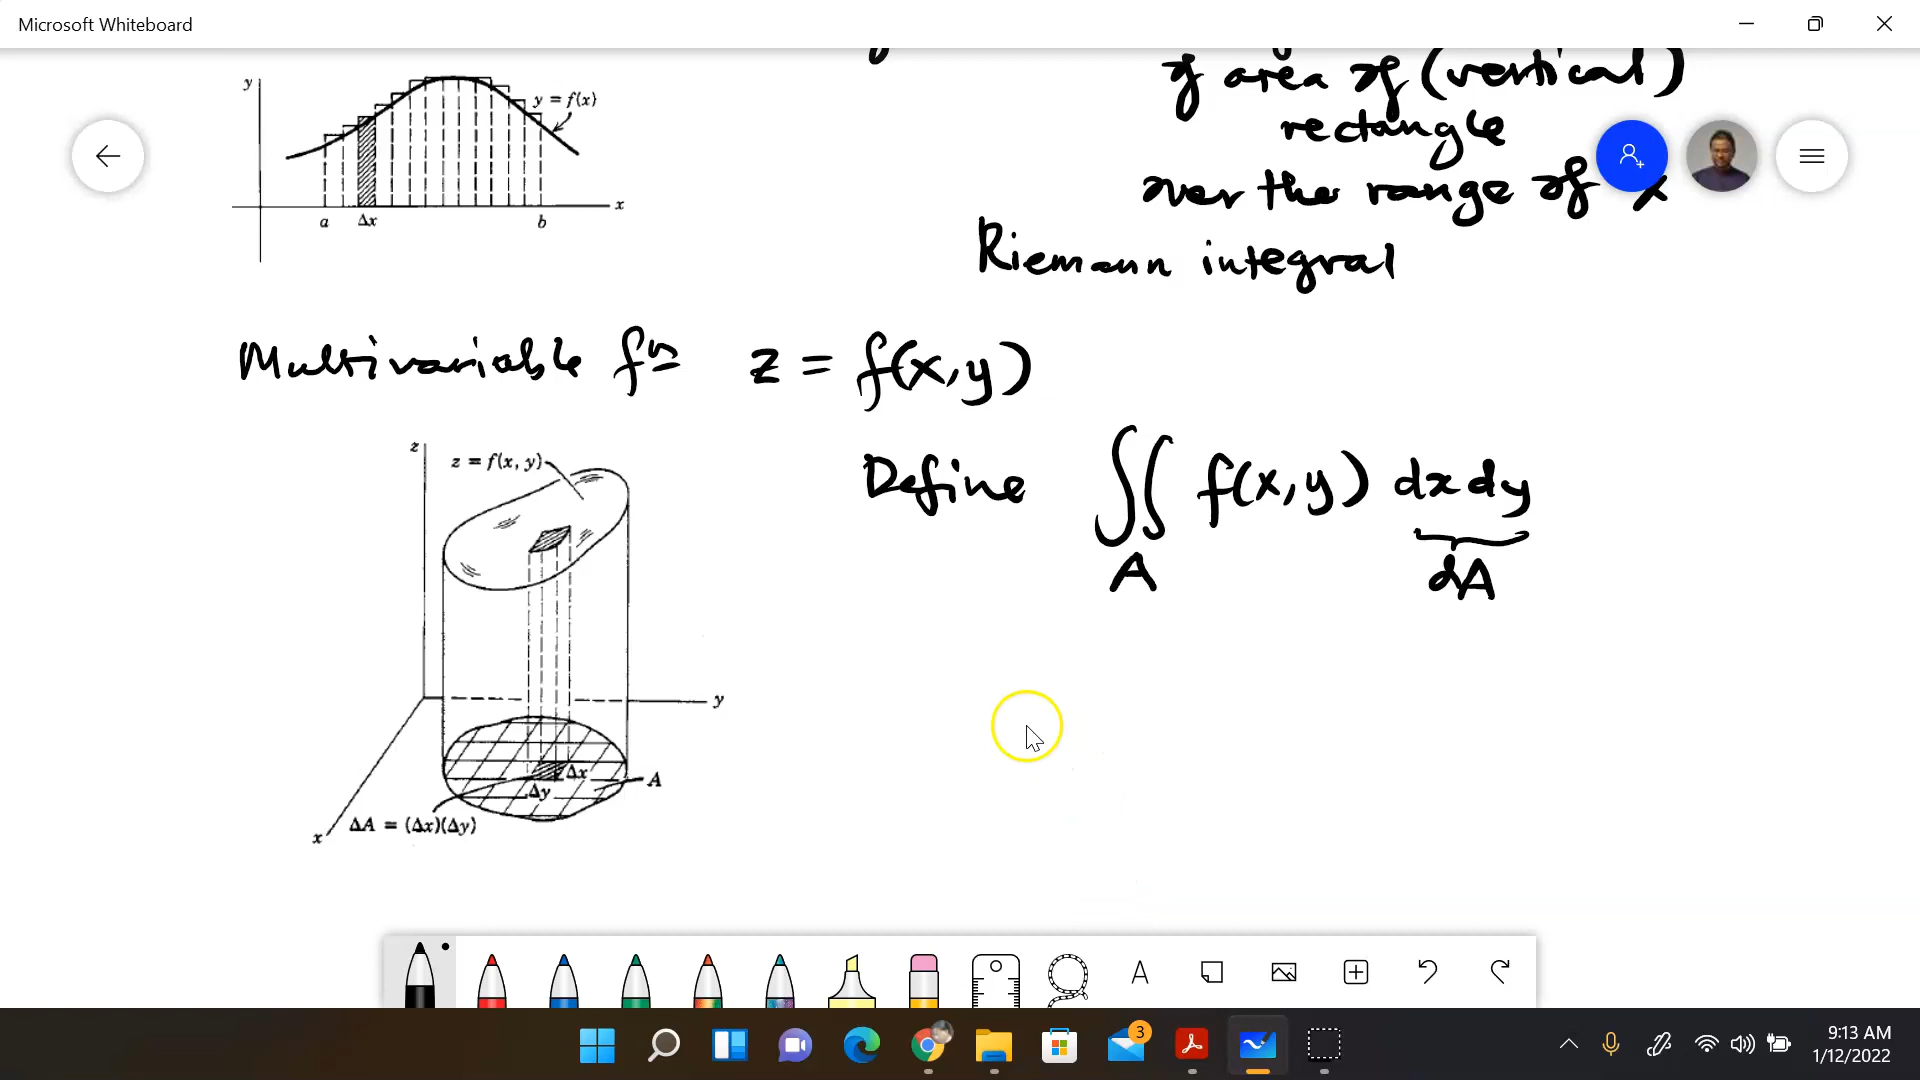 Microsoft Whiteboard
of area of (vertical)
rectangle
over the range of x
Riemann integral
y
y = f(x)
a
Δx
b
x
Multivariable fn z = f(x,y)
z
z = f(x, y)
y
Δx
A
Δy
ΔA = (Δx)(Δy)
x
Define ∬ f(x,y) dx dy
A
dA
A
3
9:13 AM
1/12/2022